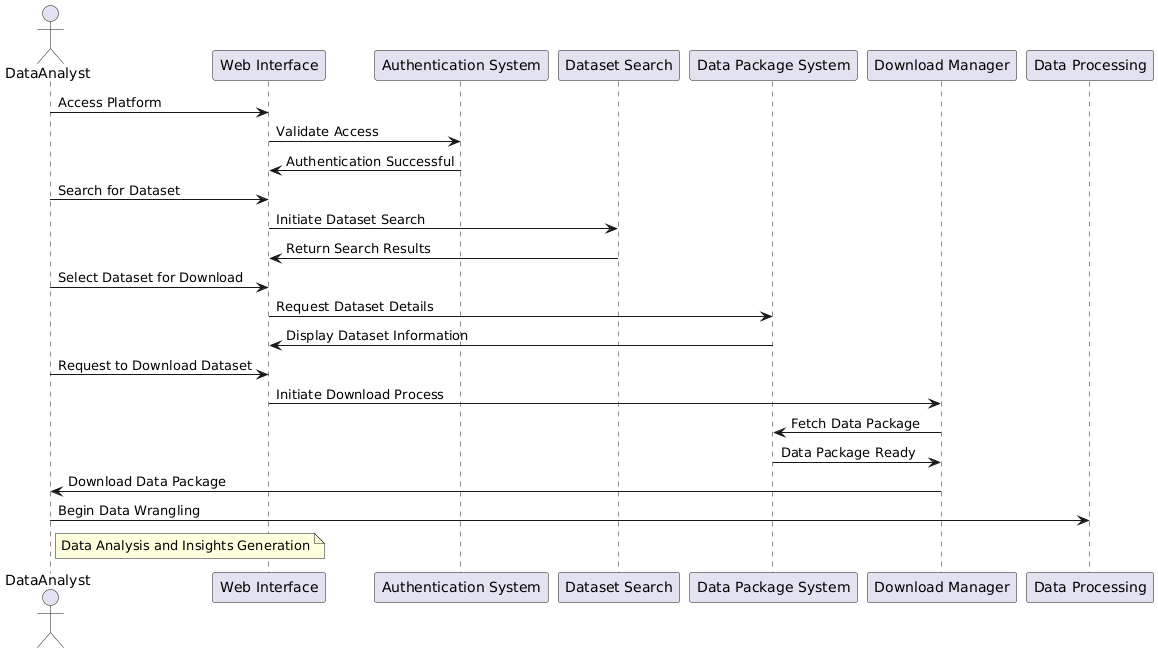 DataAnalyst
Web Interface
Authentication System
Dataset Search
Data Package System
Download Manager
Data Processing
Access Platform
Validate Access
Authentication Successful
Search for Dataset
Initiate Dataset Search
Return Search Results
Select Dataset for Download
Request Dataset Details
Display Dataset Information
Request to Download Dataset
Initiate Download Process
Fetch Data Package
Data Package Ready
Download Data Package
Begin Data Wrangling
Data Analysis and Insights Generation
DataAnalyst
Web Interface
Authentication System
Dataset Search
Data Package System
Download Manager
Data Processing